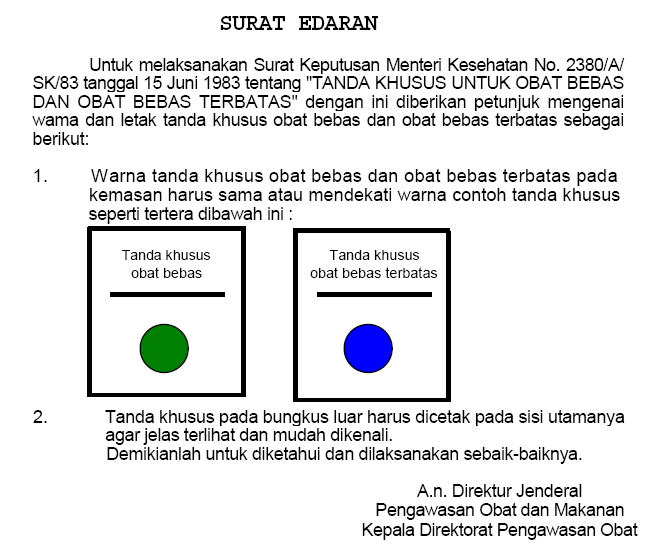 SURAT EDARAN
Untuk melaksanakan Surat Keputusan Menteri Kesehatan No. 2380/A/
SK/83 tanggal 15 Juni 1983 tentang "TANDA KHUSUS UNTUK OBAT BEBAS
DAN OBAT BEBAS TERBATAS" dengan ini diberikan petunjuk mengenai
wama dan letak tanda khusus obat bebas dan obat bebas terbatas sebagai
berikut:
1. Warna tanda khusus obat bebas dan obat bebas terbatas pada
kemasan harus sama atau mendekati warna contoh tanda khusus
seperti tertera dibawah ini :
Tanda khusus
obat bebas
Tanda khusus
obat bebas terbatas
2. Tanda khusus pada bungkus luar harus dicetak pada sisi utamanya
agar jelas terlihat dan mudah dikenali.
Demikianlah untuk diketahui dan dilaksanakan sebaik-baiknya.
A.n. Direktur Jenderal
Pengawasan Obat dan Makanan
Kepala Direktorat Pengawasan Obat